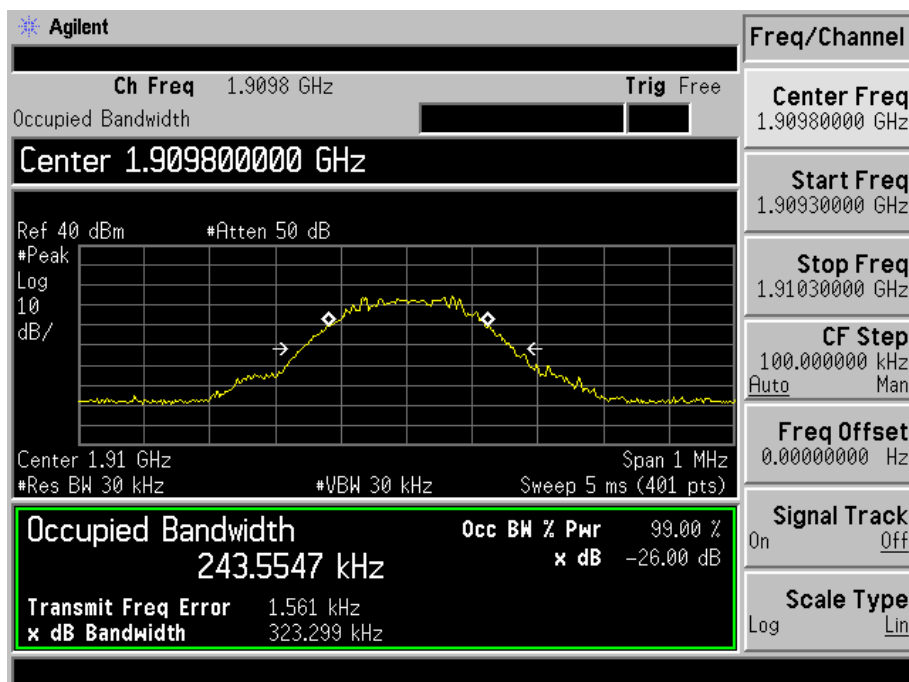 Agilent
Freq/Channel
Ch Freq 1.9098 GHz Trig Free
Occupied Bandwidth
Center 1.909800000 GHz
Ref 40 dBm #Atten 50 dB
#Peak
Log
10
dB/
Center 1.91 GHz Span 1 MHz
#Res BW 30 kHz #VBW 30 kHz Sweep 5 ms (401 pts)
Occupied Bandwidth
243.5547 kHz
Occ BW % Pwr 99.00 %
x dB -26.00 dB
Transmit Freq Error 1.561 kHz
x dB Bandwidth 323.299 kHz
Center Freq
1.90980000 GHz
Start Freq
1.90930000 GHz
Stop Freq
1.91030000 GHz
CF Step
100.000000 kHz
Auto Man
Freq Offset
0.00000000 Hz
Signal Track
On Off
Scale Type
Log Lin